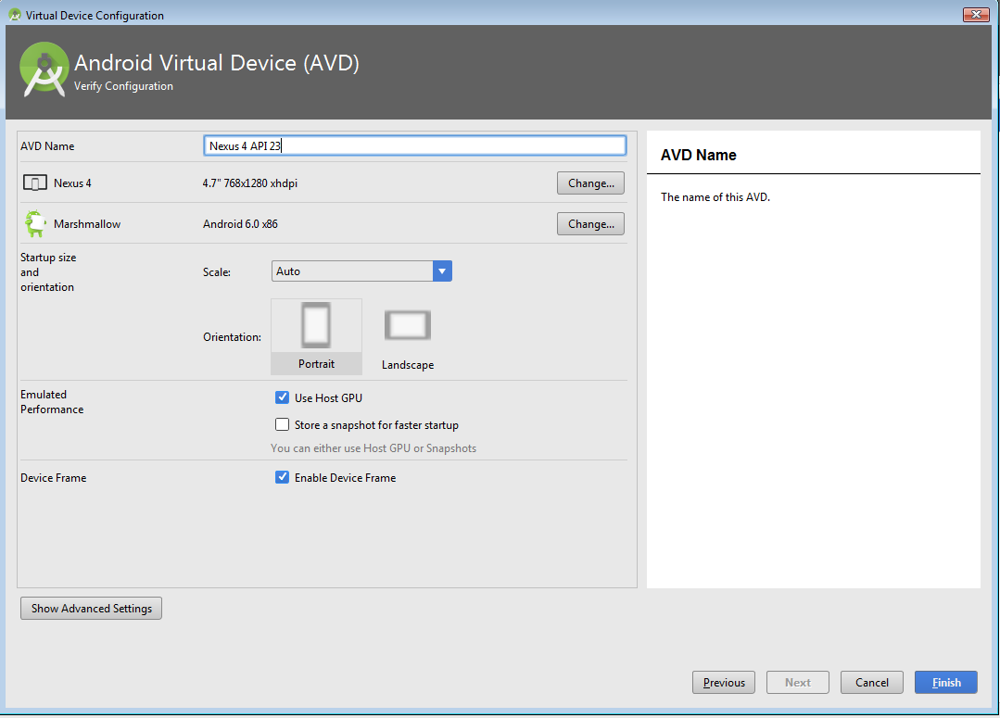 Virtual Device Configuration
Android Virtual Device (AVD)
Verify Configuration
AVD Name
Nexus 4 API 23
Nexus 4
4.7" 768x1280 xhdpi
Change...
Marshmallow
Android 6.0 x86
Change...
Startup size
and
orientation
Scale:
Auto
Orientation:
Portrait
Landscape
Emulated
Performance
Use Host GPU
Store a snapshot for faster startup
You can either use Host GPU or Snapshots
Device Frame
Enable Device Frame
AVD Name
The name of this AVD.
Show Advanced Settings
Previous
Next
Cancel
Finish